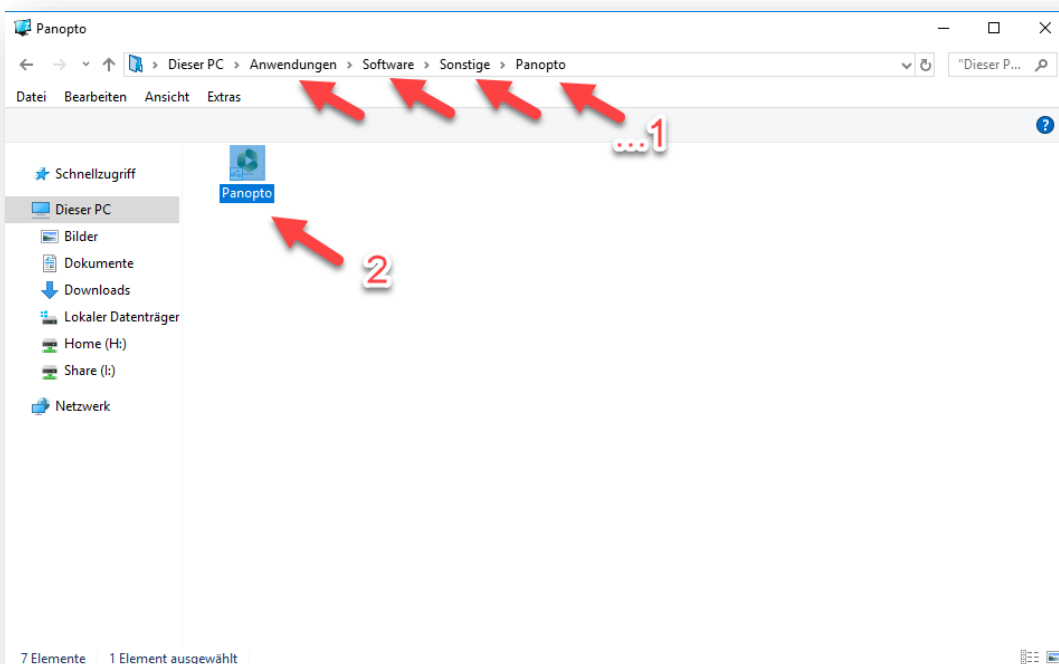 Panopto
Dieser PC > Anwendungen > Software > Sonstige > Panopto
"Dieser P...
Datei Bearbeiten Ansicht Extras
...1
?
Schnellzugriff
Panopto
Dieser PC
Bilder
2
Dokumente
Downloads
Lokaler Datenträger
Home (H:)
Share (I:)
Netzwerk
7 Elemente 1 Element ausgewählt